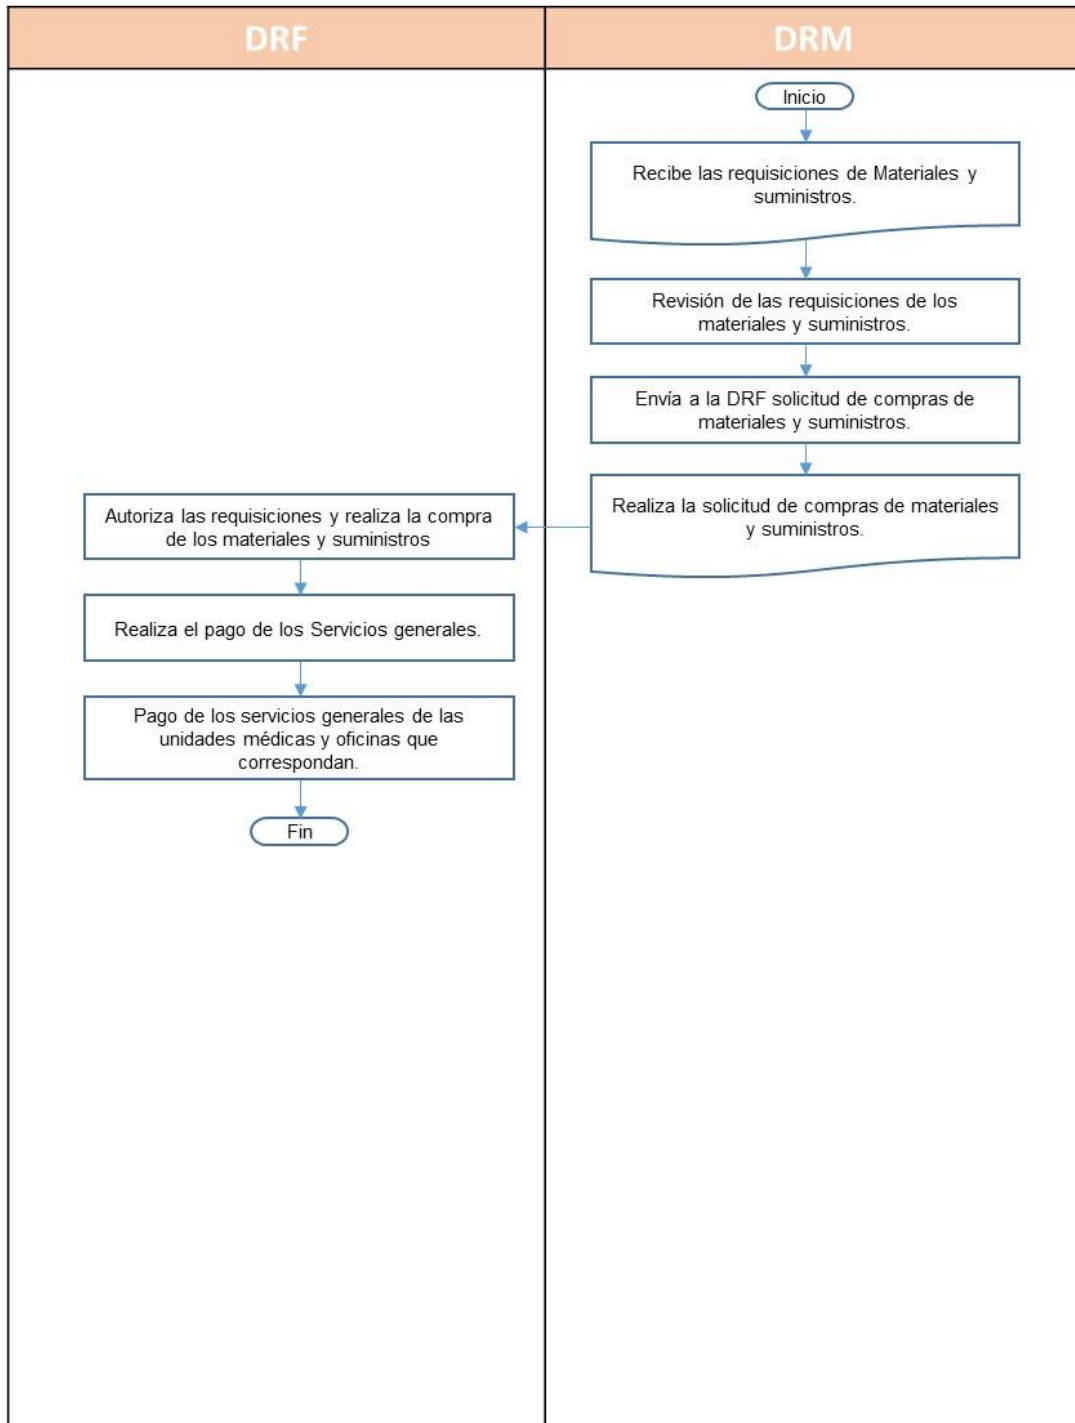 DRF
DRM
Inicio
Recibe las requisiciones de Materiales y
suministros.
Revisión de las requisiciones de los
materiales y suministros.
Envía a la DRF solicitud de compras de
materiales y suministros.
Realiza la solicitud de compras de materiales
y suministros.
Autoriza las requisiciones y realiza la compra
de los materiales y suministros
Realiza el pago de los Servicios generales.
Pago de los servicios generales de las
unidades médicas y oficinas que
correspondan.
Fin